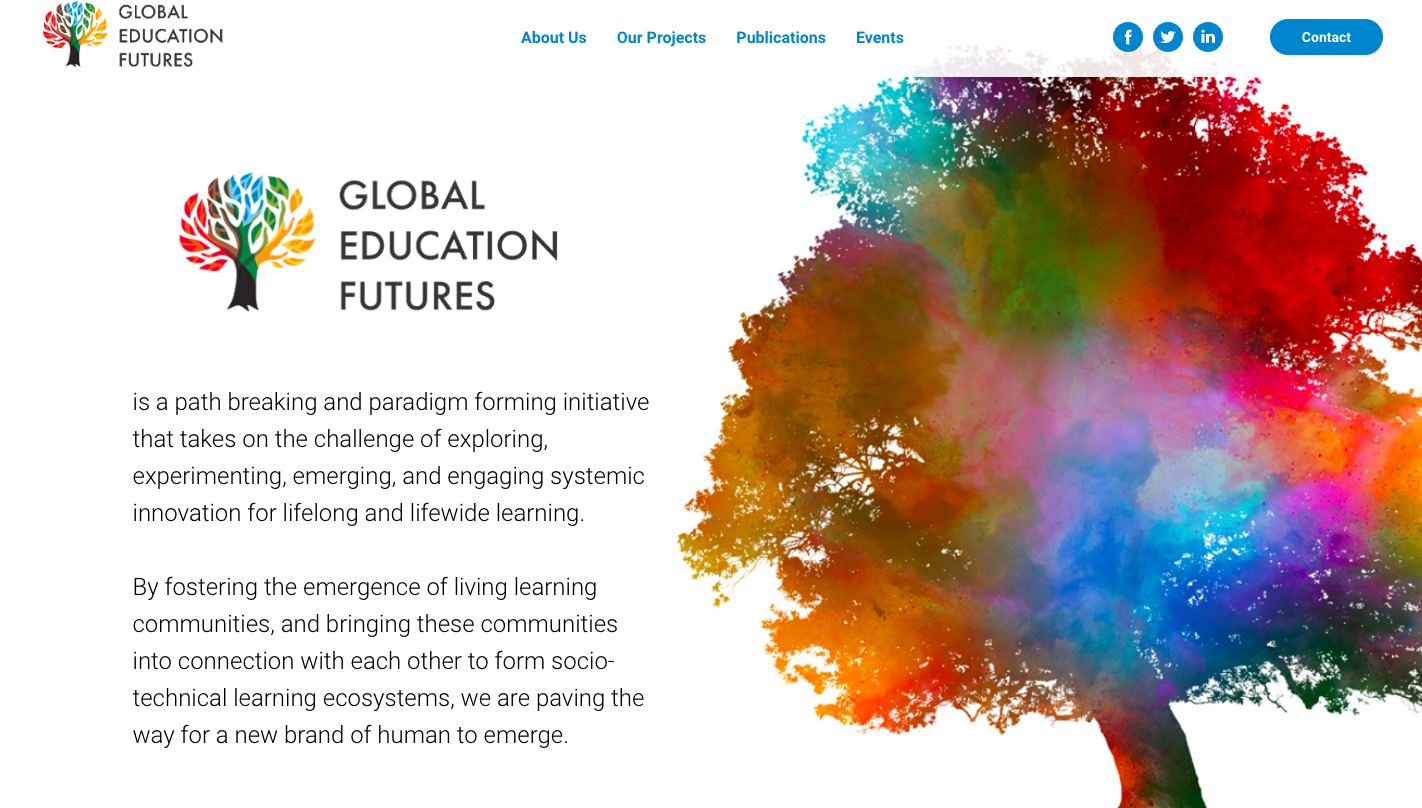 GLOBAL
EDUCATION
FUTURES
About Us
Our Projects
Publications
Events
f
in
Contact
GLOBAL
EDUCATION
FUTURES
is a path breaking and paradigm forming initiative
that takes on the challenge of exploring,
experimenting, emerging, and engaging systemic
innovation for lifelong and lifewide learning.
By fostering the emergence of living learning
communities, and bringing these communities
into connection with each other to form socio-
technical learning ecosystems, we are paving the
way for a new brand of human to emerge.